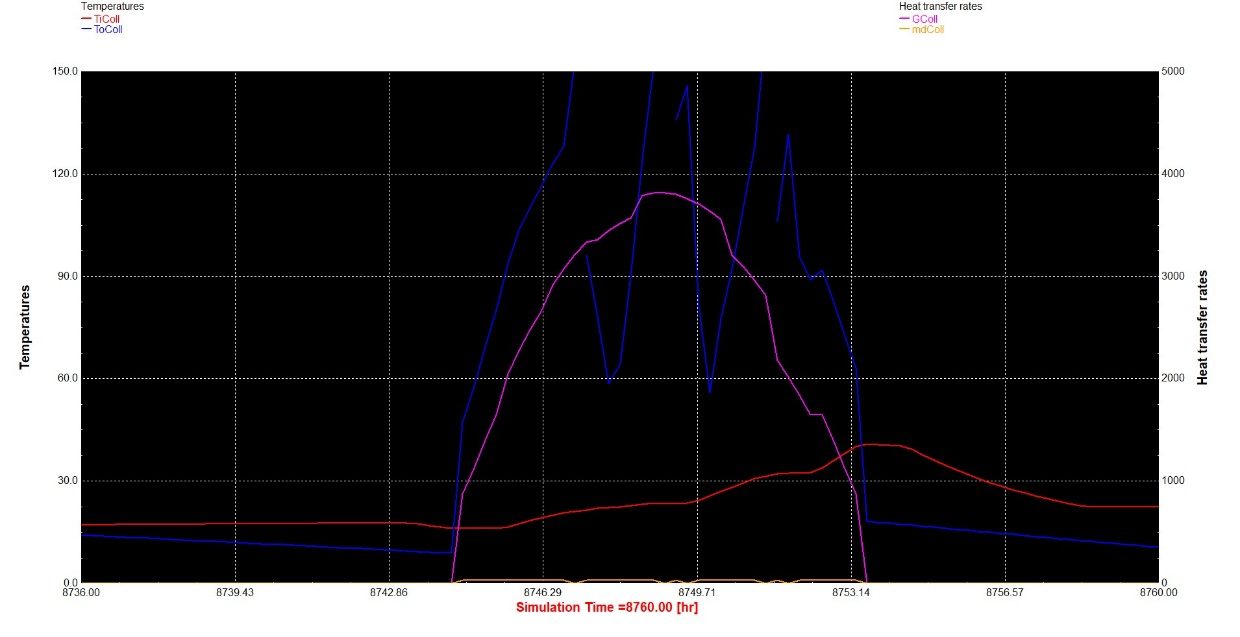 Temperatures
TiColl
ToColl
Heat transfer rates
GColl
mdColl
150.0
120.0
90.0
60.0
30.0
0.0
Temperatures
5000
4000
3000
2000
1000
0
Heat transfer rates
8736.00 8739.43 8742.86 8746.29 8749.71 8753.14 8756.57 8760.00
Simulation Time =8760.00 [hr]